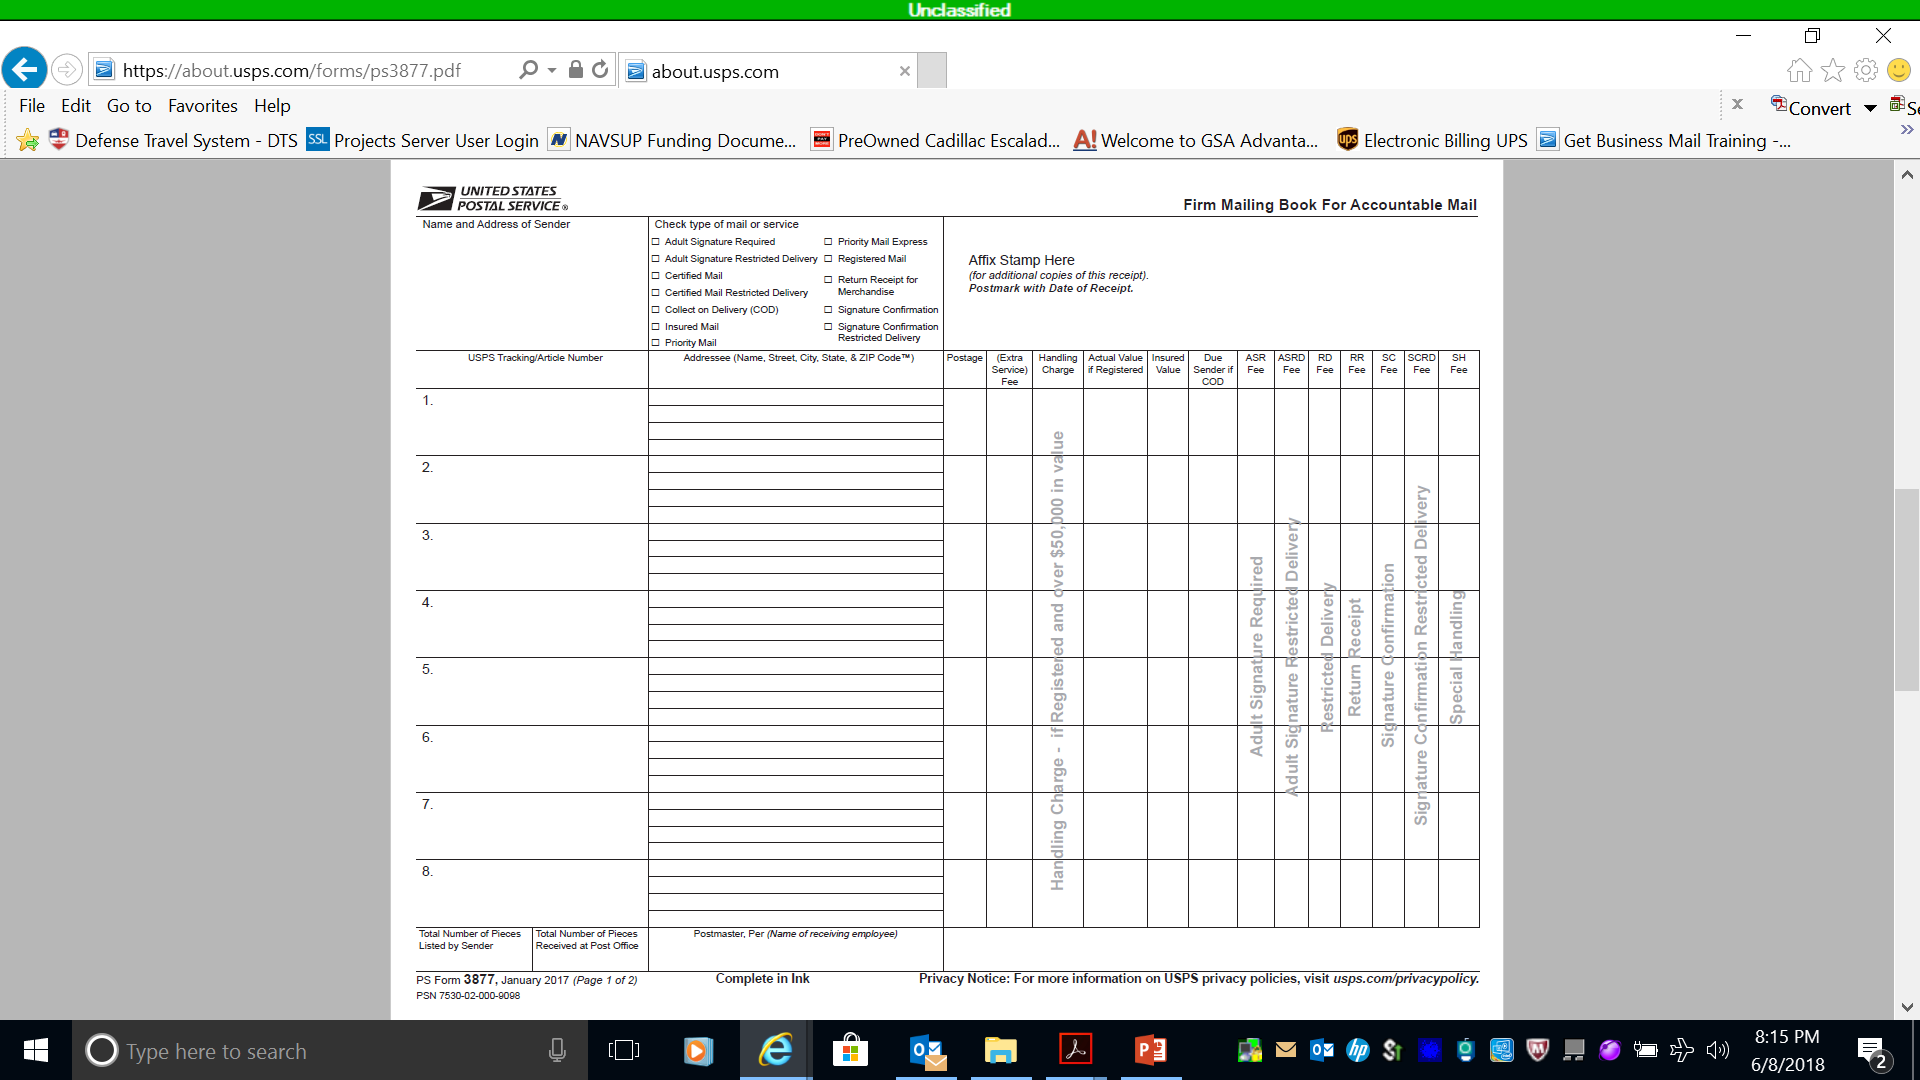 Unclassified
https://about.usps.com/forms/ps3877.pdf
about.usps.com
File Edit Go to Favorites Help
Convert
Defense Travel System - DTS
SSL Projects Server User Login
NAVSUP Funding Docume...
PreOwned Cadillac Escalad...
Welcome to GSA Advanta...
Electronic Billing UPS
Get Business Mail Training -...
UNITED STATES
POSTAL SERVICE®
Firm Mailing Book For Accountable Mail
Name and Address of Sender
Check type of mail or service
Adult Signature Required
Adult Signature Restricted Delivery
Certified Mail
Certified Mail Restricted Delivery
Collect on Delivery (COD)
Insured Mail
Priority Mail
Priority Mail Express
Registered Mail
Return Receipt for
Merchandise
Signature Confirmation
Signature Confirmation
Restricted Delivery
Affix Stamp Here
(for additional copies of this receipt).
Postmark with Date of Receipt.
USPS Tracking/Article Number
Addressee (Name, Street, City, State, & ZIP Code™)
Postage
(Extra
Service)
Fee
Handling
Charge
Actual Value
if Registered
Insured
Value
Due
Sender if
COD
ASR
Fee
ASRD
Fee
RD
Fee
RR
Fee
SC
Fee
SCRD
Fee
SH
Fee
1.
2.
3.
4.
5.
6.
7.
8.
Handling Charge - if Registered and over $50,000 in value
Adult Signature Required
Adult Signature Restricted Delivery
Restricted Delivery
Return Receipt
Signature Confirmation
Signature Confirmation Restricted Delivery
Special Handling
Total Number of Pieces
Listed by Sender
Total Number of Pieces
Received at Post Office
Postmaster, Per (Name of receiving employee)
PS Form 3877, January 2017 (Page 1 of 2)
PSN 7530-02-000-9098
Complete in Ink
Privacy Notice: For more information on USPS privacy policies, visit usps.com/privacypolicy.
Type here to search
8:15 PM
6/8/2018
2